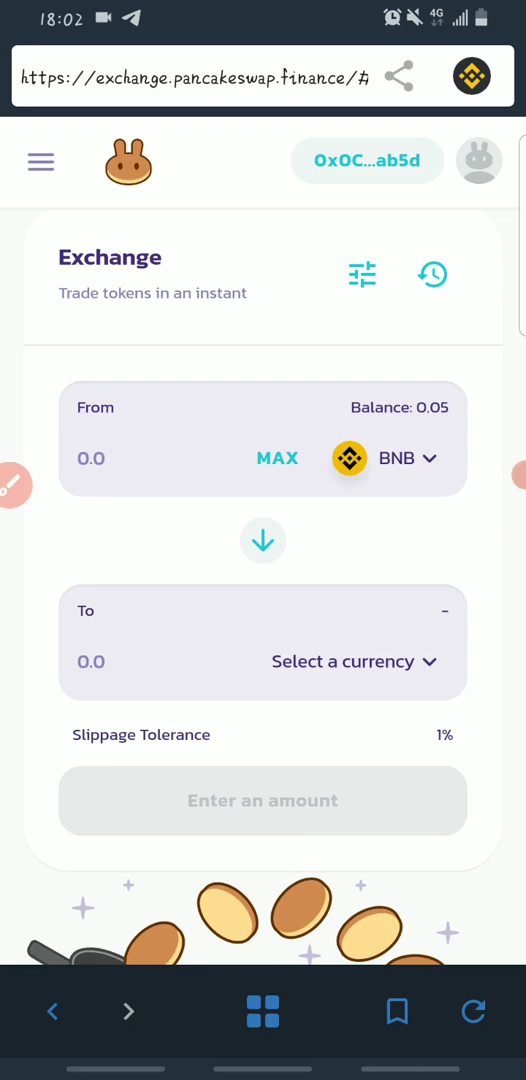 18:02
4G
https://exchange.pancakeswap.finance/#
0x0C...ab5d
Exchange
Trade tokens in an instant
From
Balance: 0.05
0.0
MAX
BNB
To
-
0.0
Select a currency
Slippage Tolerance
1%
Enter an amount